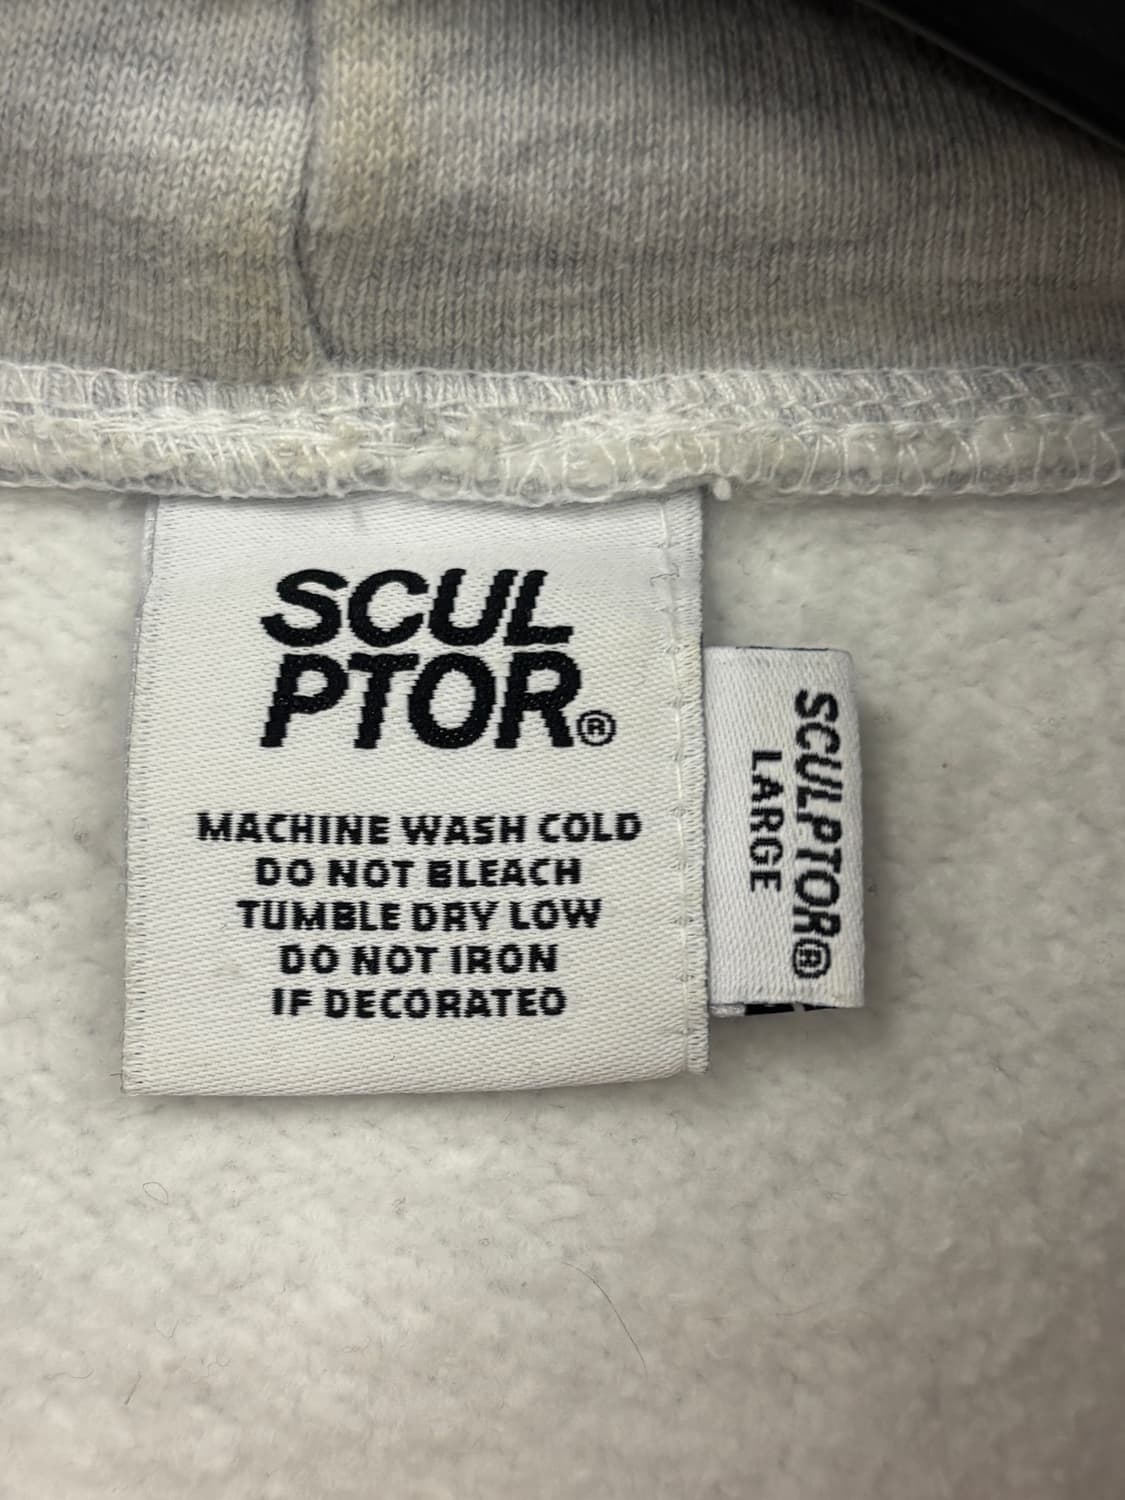 SCUL
PTOR®
MACHINE WASH COLD
DO NOT BLEACH
TUMBLE DRY LOW
DO NOT IRON
IF DECORATED
SCULPTOR®
LARGE